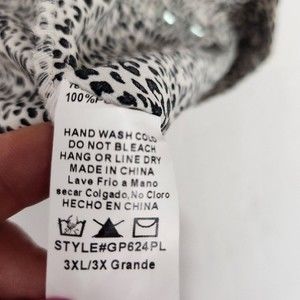 100%
HAND WASH COLD
DO NOT BLEACH
HANG OR LINE DRY
MADE IN CHINA
Lave Frio a Mano
secar Colgado, No Cloro
HECHO EN CHINA
STYLE#GP624PL
3XL/3X Grande